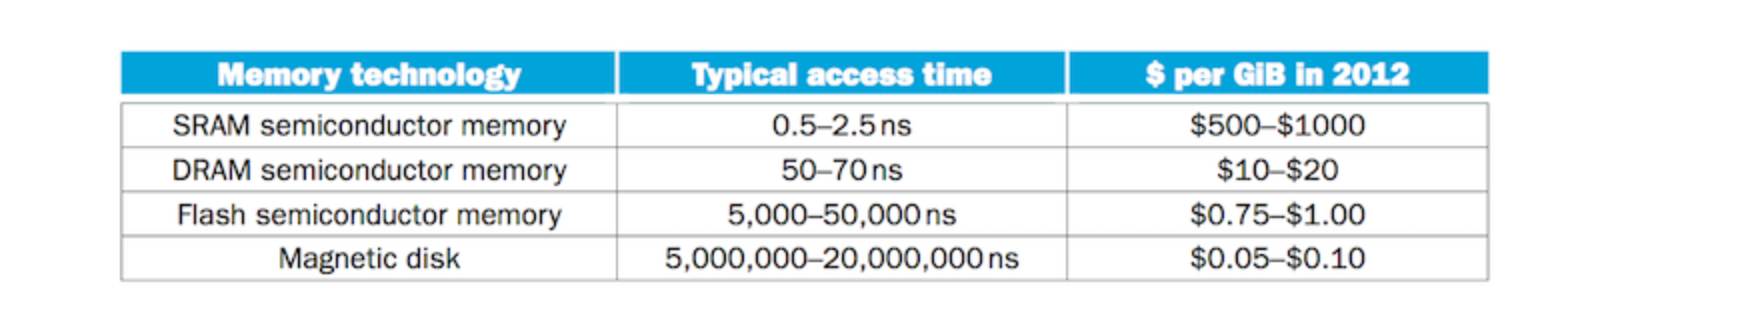 Memory technology Typical access time $ per GiB in 2012
SRAM semiconductor memory 0.5–2.5 ns $500–$1000
DRAM semiconductor memory 50–70 ns $10–$20
Flash semiconductor memory 5,000–50,000 ns $0.75–$1.00
Magnetic disk 5,000,000–20,000,000 ns $0.05–$0.10